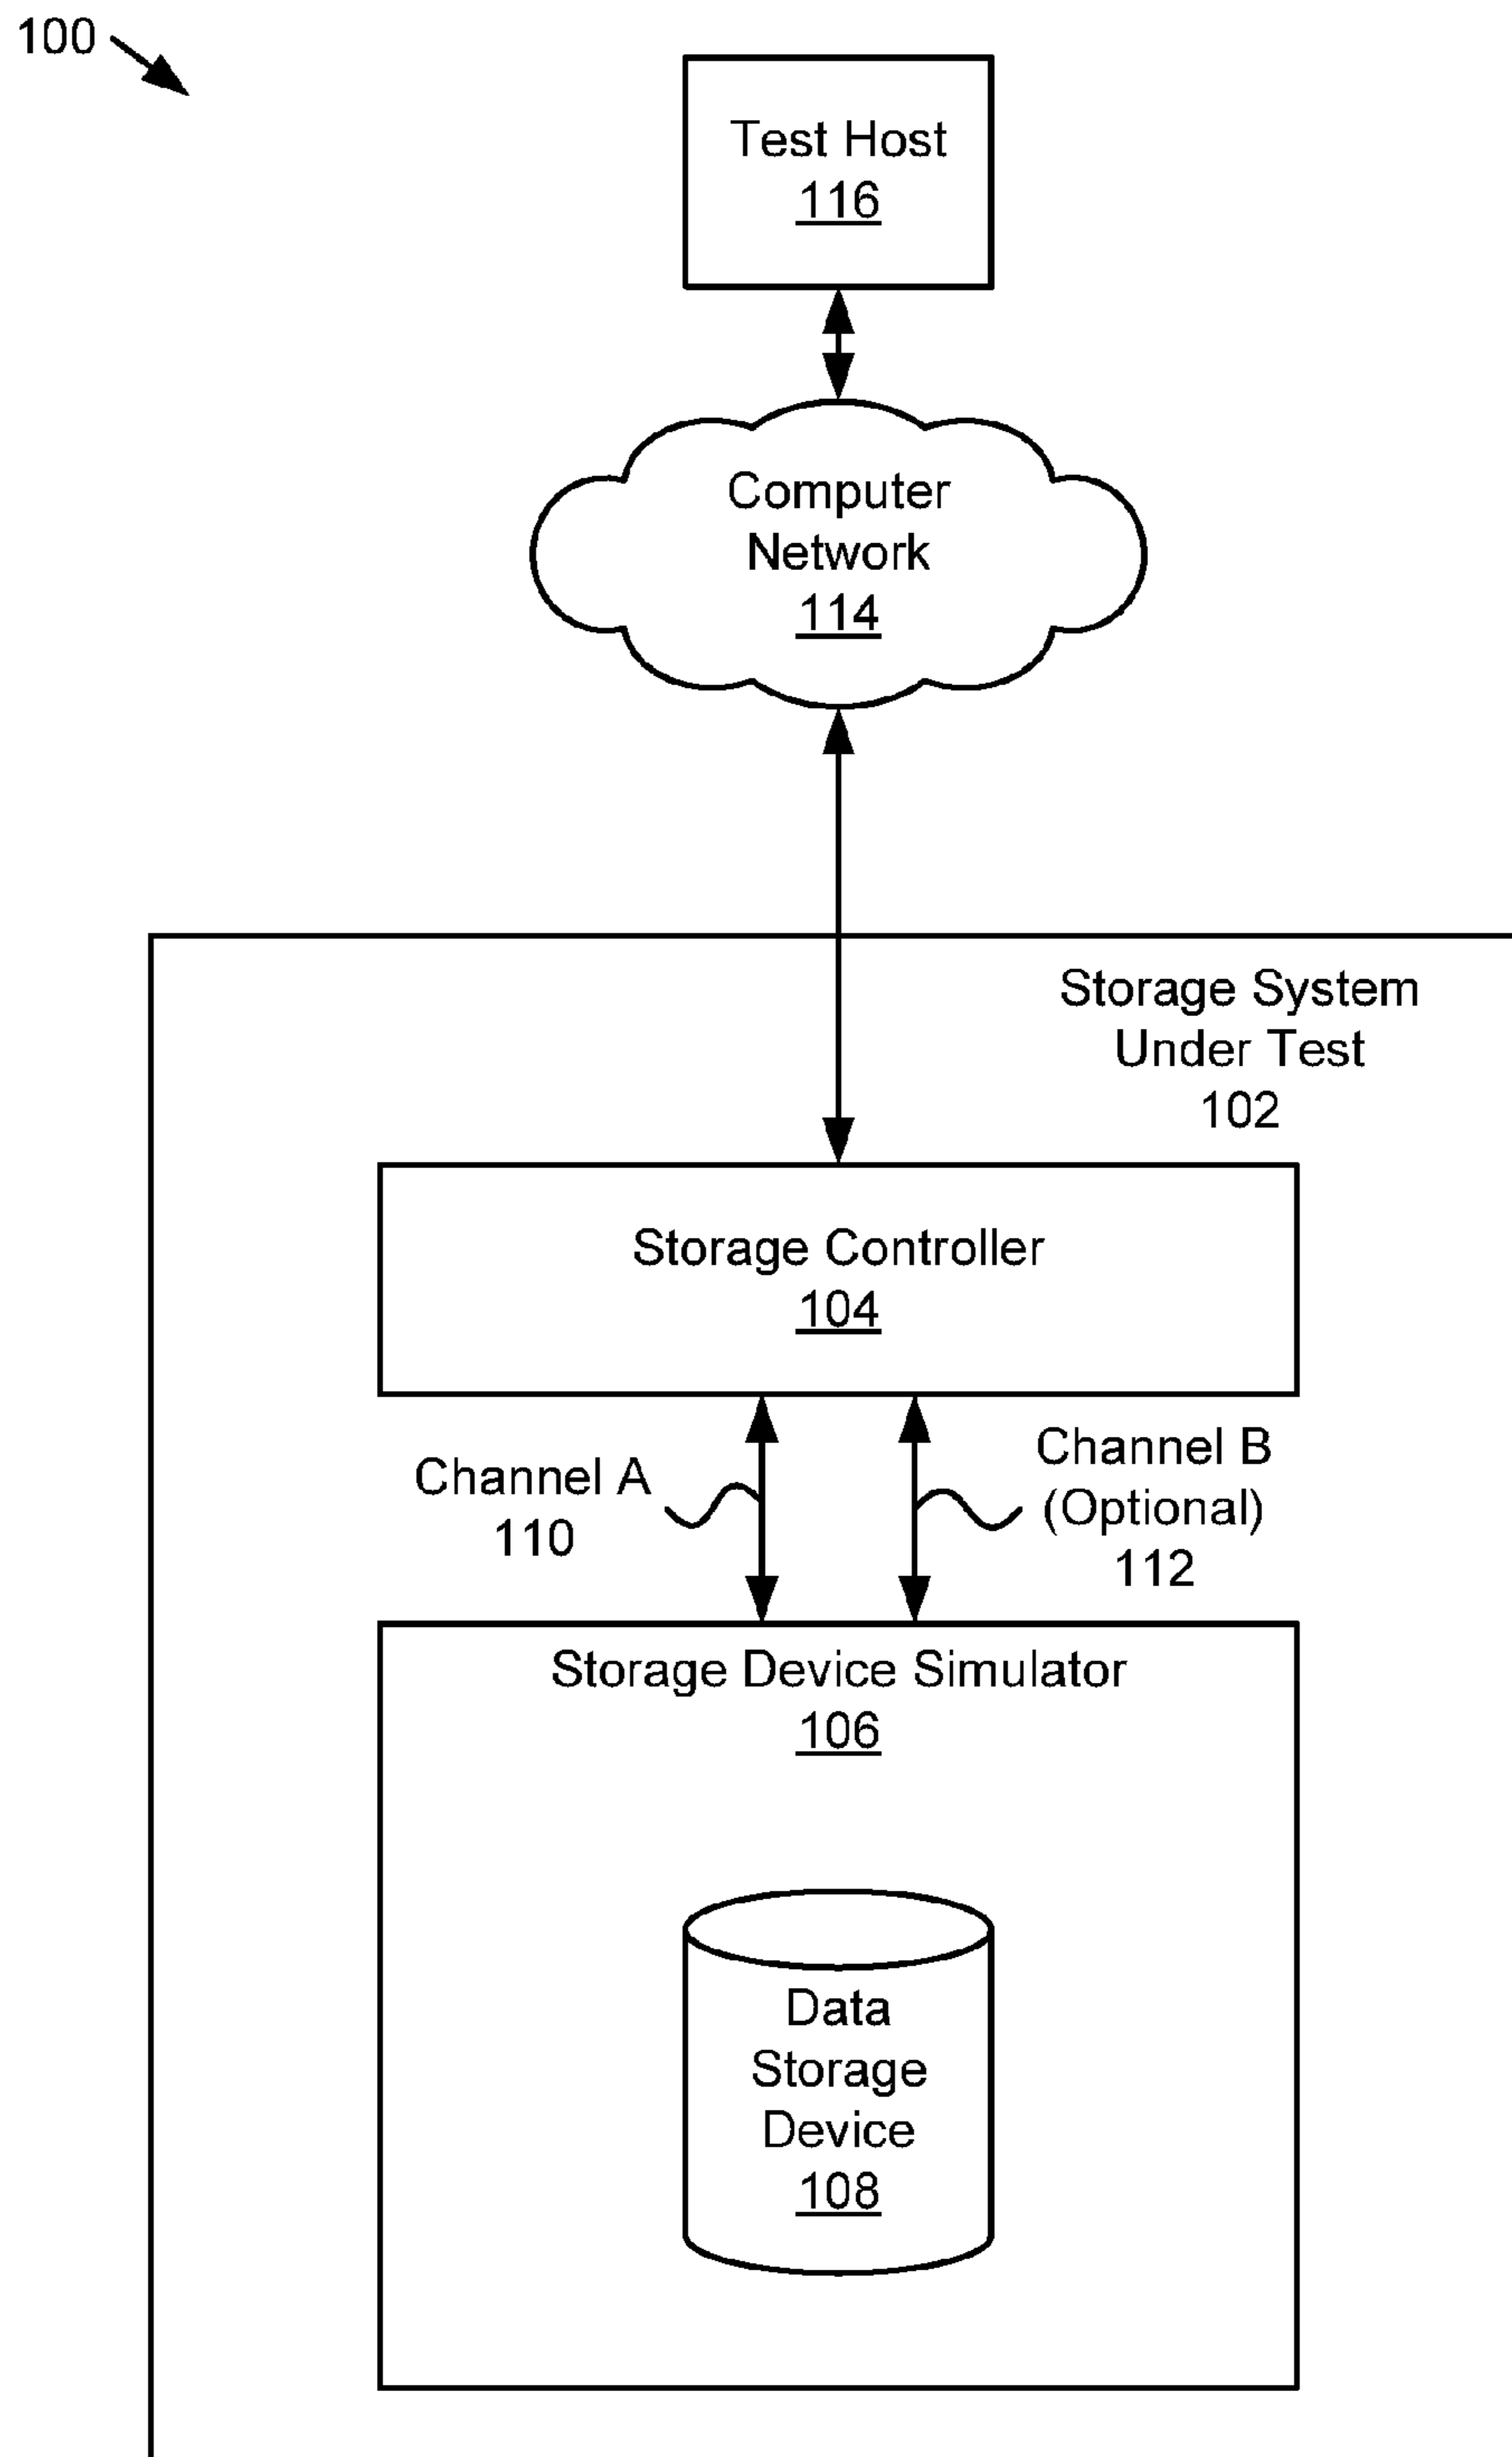 100
Test Host
116
Computer
Network
114
Storage System
Under Test
102
Storage Controller
104
Channel A
110
Channel B
(Optional)
112
Storage Device Simulator
106
Data
Storage
Device
108